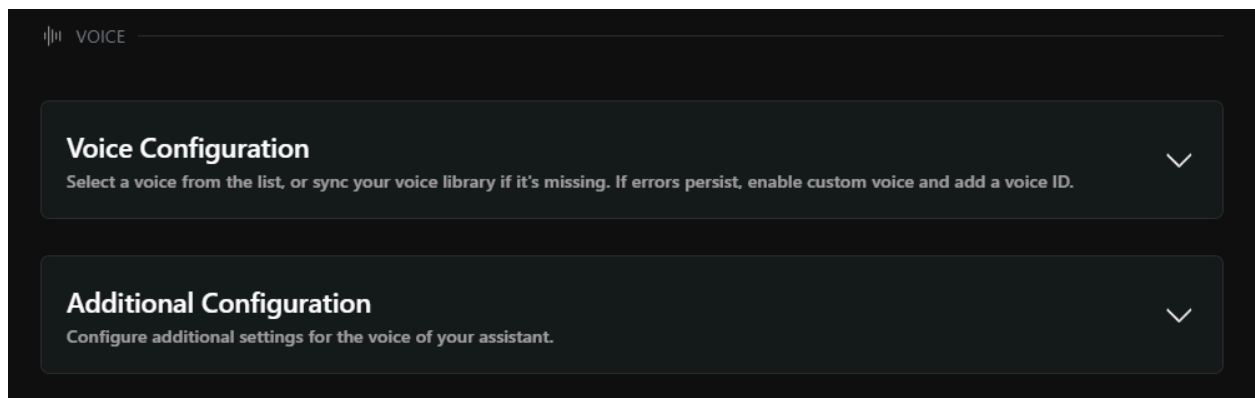 VOICE
Voice Configuration
Select a voice from the list, or sync your voice library if it's missing. If errors persist, enable custom voice and add a voice ID.
Additional Configuration
Configure additional settings for the voice of your assistant.